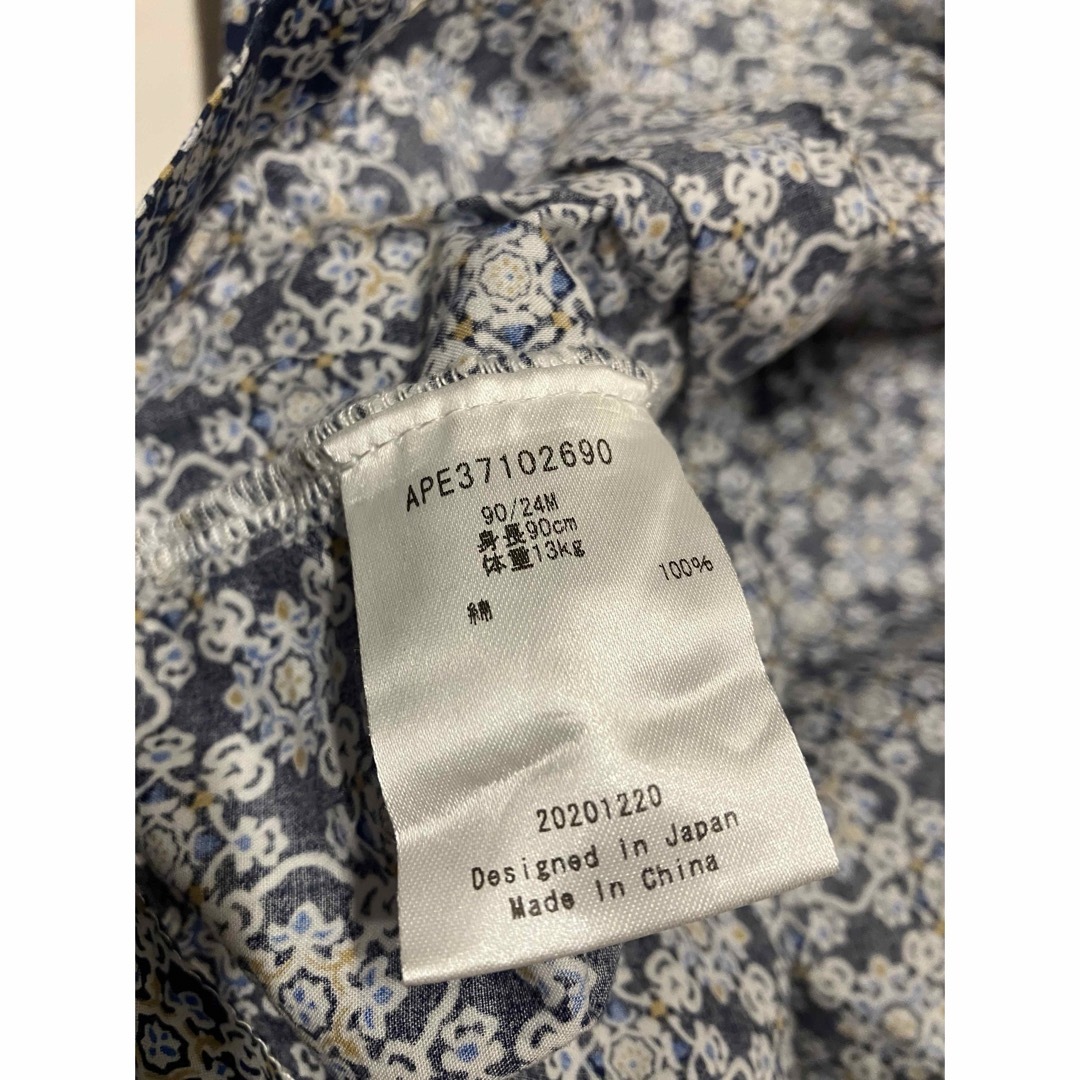 APE37102690
90/24M
身長90cm
体重13kg
綿 100%
20201220
Designed in Japan
Made in China